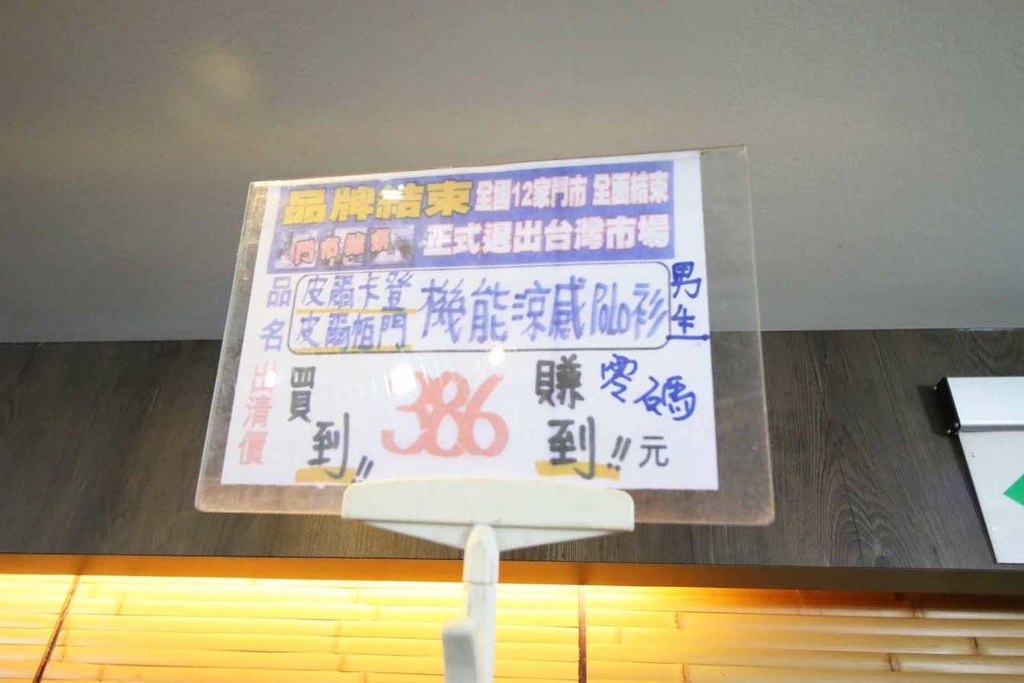 品牌結束 全國12家門市 全面結束
正式退出台灣市場
品名 皮爾卡登 機能涼感Polo衫 男生
皮爾帕門
出清價 買到!! 386 賺到!! 零碼 元